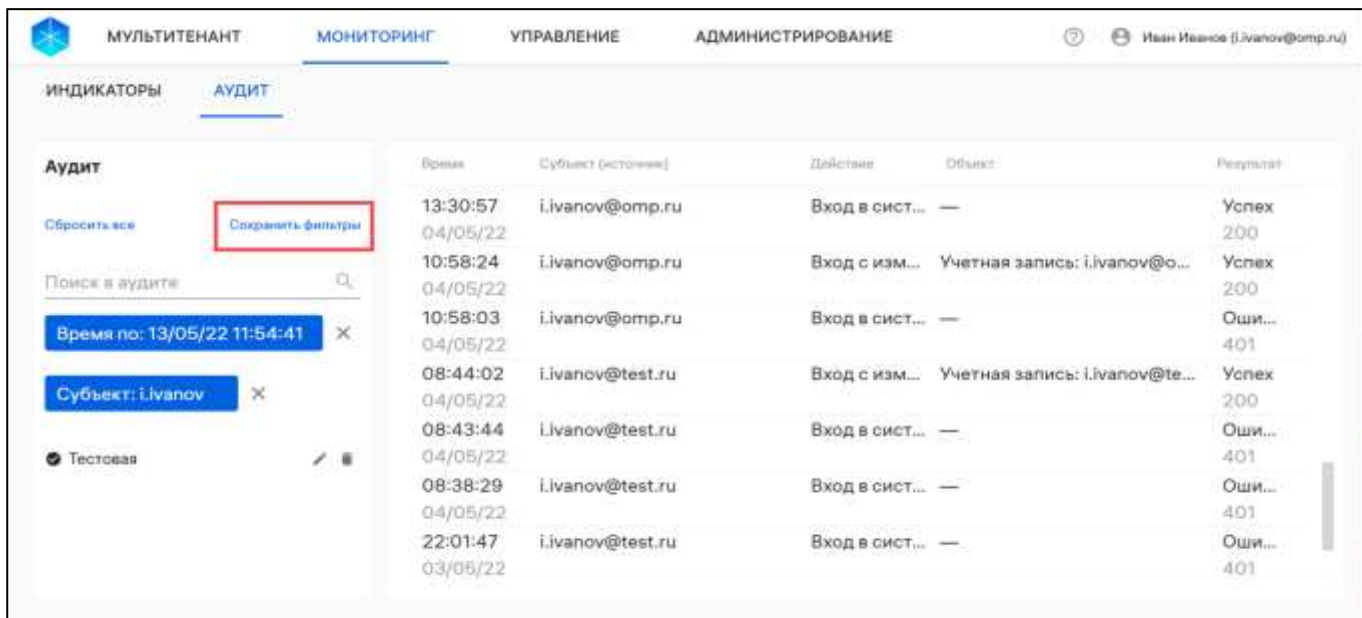 МУЛЬТИТЕНАНТ МОНИТОРИНГ УПРАВЛЕНИЕ АДМИНИСТРИРОВАНИЕ Иван Иванов (i.ivanov@omp.ru)
ИНДИКАТОРЫ АУДИТ
Аудит
Сбросить все Сохранить фильтры
Поиск в аудите
Время по: 13/05/22 11:54:41
Субъект: i.ivanov
Тестовая
Время Субъект (источник) Действие Объект Результат
13:30:57 i.ivanov@omp.ru Вход в сист... — Успех
04/05/22 200
10:58:24 i.ivanov@omp.ru Вход с изм... Учетная запись: i.ivanov@o... Успех
04/05/22 200
10:58:03 i.ivanov@omp.ru Вход в сист... — Оши...
04/05/22 401
08:44:02 i.ivanov@test.ru Вход с изм... Учетная запись: i.ivanov@te... Успех
04/05/22 200
08:43:44 i.ivanov@test.ru Вход в сист... — Оши...
04/05/22 401
08:38:29 i.ivanov@test.ru Вход в сист... — Оши...
04/05/22 401
22:01:47 i.ivanov@test.ru Вход в сист... — Оши...
03/05/22 401